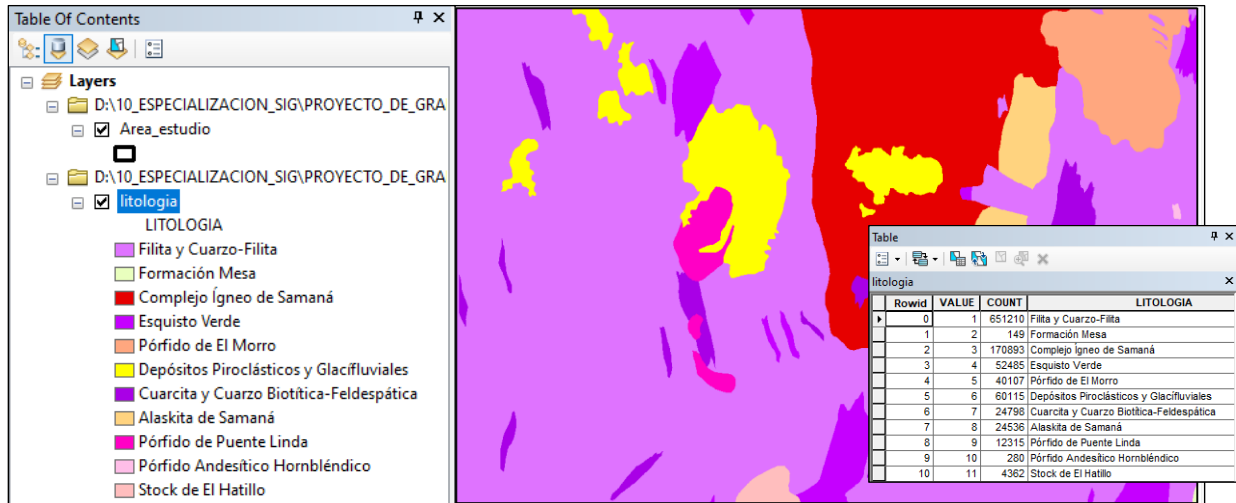 Table Of Contents
Layers
D:\10_ESPECIALIZACION_SIG\PROYECTO_DE_GRA
Area_estudio
D:\10_ESPECIALIZACION_SIG\PROYECTO_DE_GRA
litologia
LITOLOGIA
Filita y Cuarzo-Filita
Formación Mesa
Complejo Ígneo de Samaná
Esquisto Verde
Pórfido de El Morro
Depósitos Piroclásticos y Glacífluviales
Cuarcita y Cuarzo Biotítica-Feldespática
Alaskita de Samaná
Pórfido de Puente Linda
Pórfido Andesítico Hornbléndico
Stock de El Hatillo
Table
litologia
Rowid VALUE COUNT LITOLOGIA
0 1 651210 Filita y Cuarzo-Filita
1 2 149 Formación Mesa
2 3 170893 Complejo Ígneo de Samaná
3 4 52485 Esquisto Verde
4 5 40107 Pórfido de El Morro
5 6 60115 Depósitos Piroclásticos y Glacífluviales
6 7 24798 Cuarcita y Cuarzo Biotítica-Feldespática
7 8 24536 Alaskita de Samaná
8 9 12315 Pórfido de Puente Linda
9 10 280 Pórfido Andesítico Hornbléndico
10 11 4362 Stock de El Hatillo